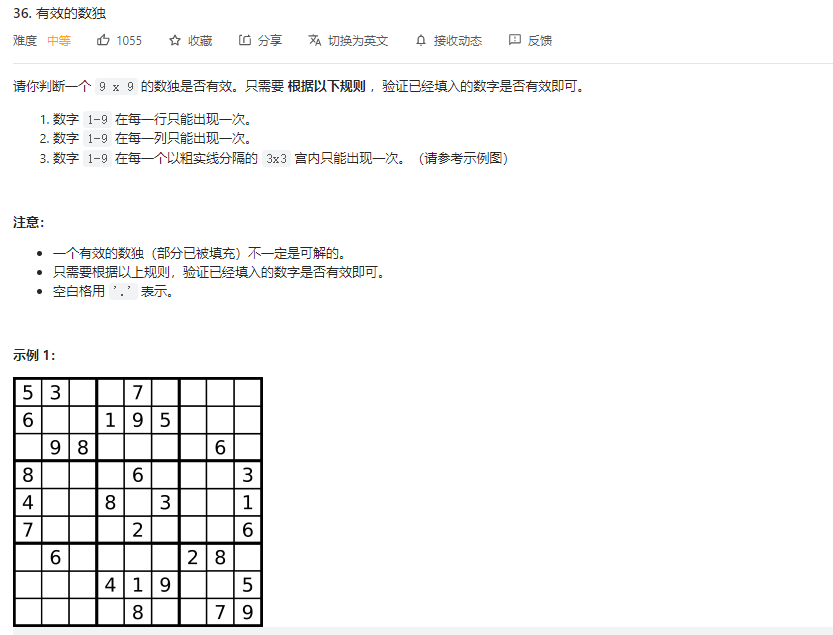 36. 有效的数独
难度 中等 1055 收藏 分享 切换为英文 接收动态 反馈
请你判断一个 9 x 9 的数独是否有效。只需要 根据以下规则 ，验证已经填入的数字是否有效即可。
1. 数字 1-9 在每一行只能出现一次。
2. 数字 1-9 在每一列只能出现一次。
3. 数字 1-9 在每一个以粗实线分隔的 3x3 宫内只能出现一次。（请参考示例图）
注意：
• 一个有效的数独（部分已被填充）不一定是可解的。
• 只需要根据以上规则，验证已经填入的数字是否有效即可。
• 空白格用 '.' 表示。
示例 1：
5 3 7
6 1 9 5
9 8 6
8 6 3
4 8 3 1
7 2 6
6 2 8
4 1 9 5
8 7 9